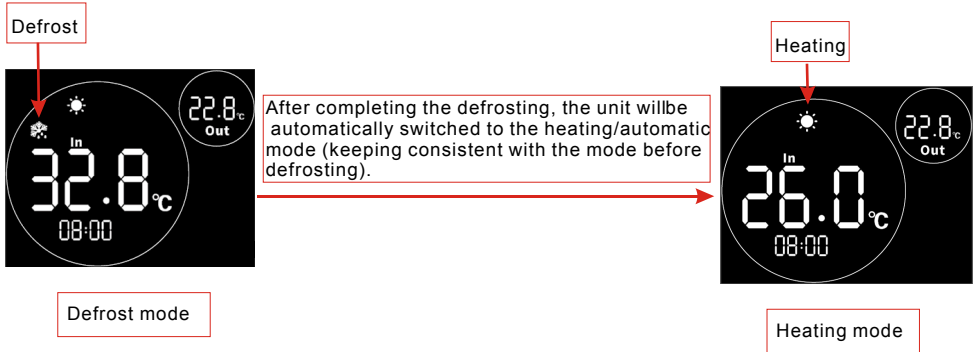 Defrost
22.8℃
Out
In
32.8℃
08:00
Defrost mode
After completing the defrosting, the unit willbe
automatically switched to the heating/automatic
mode (keeping consistent with the mode before
defrosting).
Heating
22.8℃
Out
In
26.0℃
08:00
Heating mode